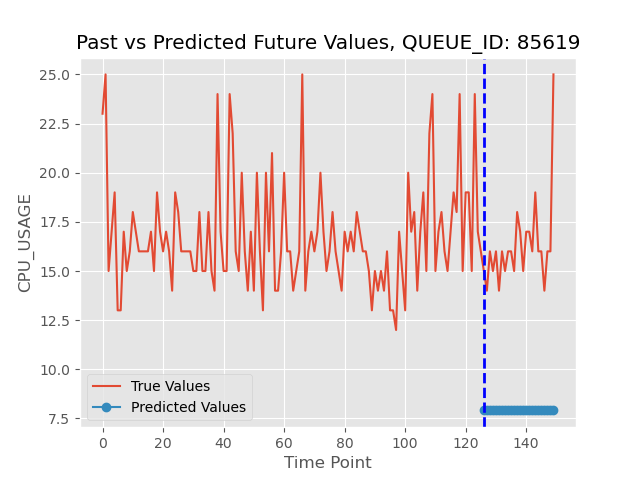 Past vs Predicted Future Values, QUEUE_ID: 85619
CPU_USAGE
25.0
22.5
20.0
17.5
15.0
12.5
10.0
7.5
True Values
Predicted Values
0 20 40 60 80 100 120 140
Time Point